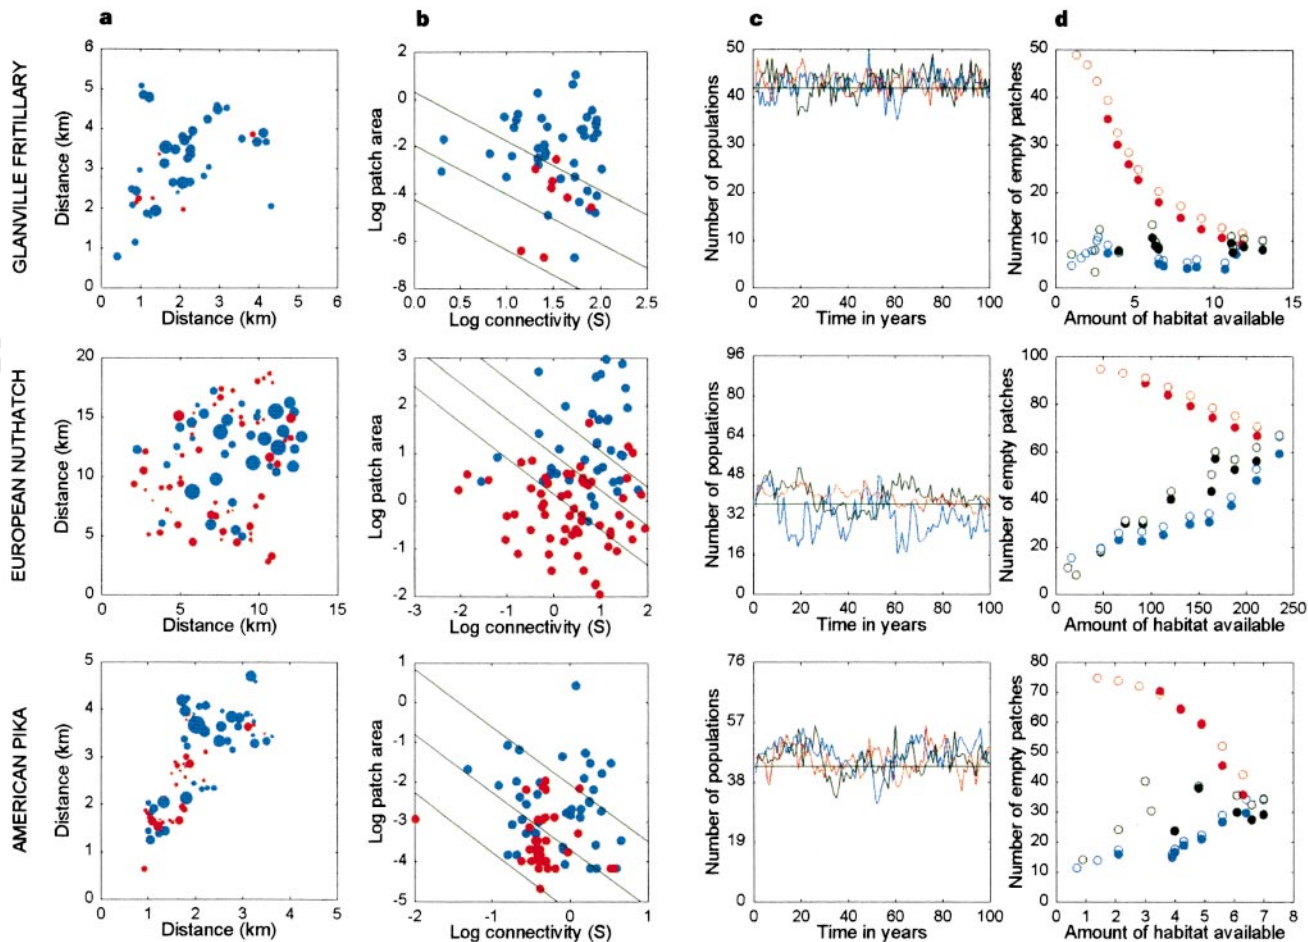 a
b
c
d
GLANVILLE FRITILLARY
Distance (km)
6
5
4
3
2
1
0
0 1 2 3 4 5 6
Distance (km)
Log patch area
2
0
-2
-4
-6
-8
0.0 0.5 1.0 1.5 2.0 2.5
Log connectivity (S)
Number of populations
50
40
30
20
10
0
0 20 40 60 80 100
Time in years
Number of empty patches
50
40
30
20
10
0
0 5 10 15
Amount of habitat available
EUROPEAN NUTHATCH
Distance (km)
20
15
10
5
0
0 5 10 15
Distance (km)
Log patch area
3
2
1
0
-1
-2
-3 -2 -1 0 1 2
Log connectivity (S)
Number of populations
96
80
64
48
32
16
0
0 20 40 60 80 100
Time in years
Number of empty patches
100
80
60
40
20
0
0 50 100 150 200 250
Amount of habitat available
AMERICAN PIKA
Distance (km)
5
4
3
2
1
0
0 1 2 3 4 5
Distance (km)
Log patch area
1
0
-1
-2
-3
-4
-5
-2 -1 0 1
Log connectivity (S)
Number of populations
76
57
38
19
0
0 20 40 60 80 100
Time in years
Number of empty patches
80
70
60
50
40
30
20
10
0
0 1 2 3 4 5 6 7 8
Amount of habitat available